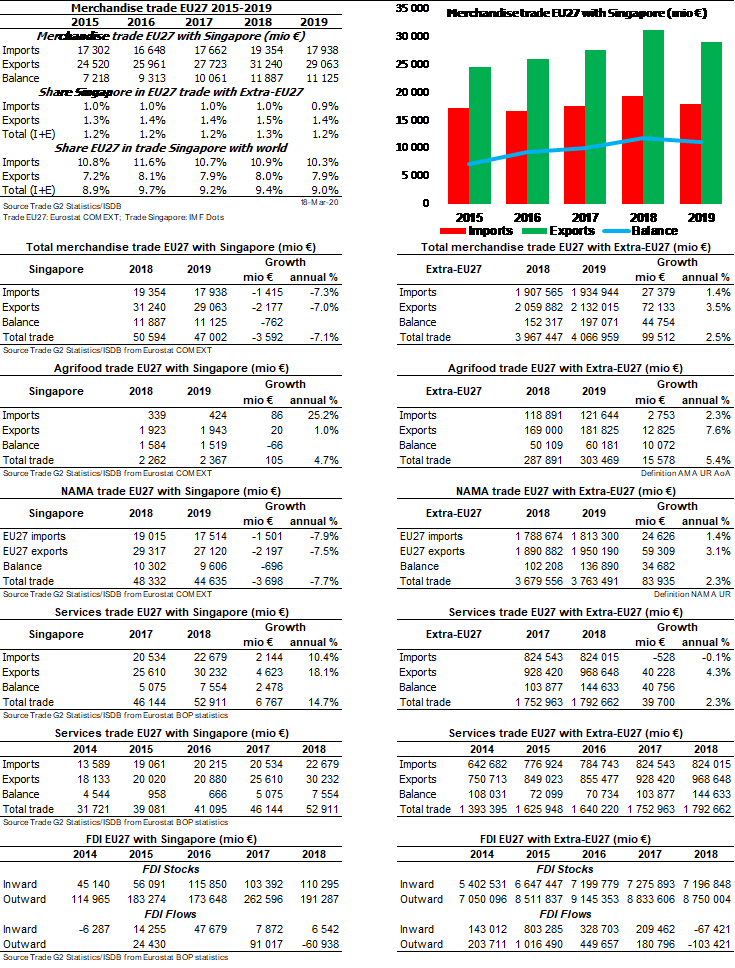 Merchandise trade EU27 2015-2019
2015 2016 2017 2018 2019
Merchandise trade EU27 with Singapore (mio €)
Imports 17 302 16 648 17 662 19 354 17 938
Exports 24 520 25 961 27 723 31 240 29 063
Balance 7 218 9 313 10 061 11 887 11 125
Share Singapore in EU27 trade with Extra-EU27
Imports 1.0% 1.0% 1.0% 1.0% 0.9%
Exports 1.3% 1.4% 1.4% 1.5% 1.4%
Total (I+E) 1.2% 1.2% 1.2% 1.3% 1.2%
Share EU27 in trade Singapore with world
Imports 10.8% 11.6% 10.7% 10.9% 10.3%
Exports 7.2% 8.1% 7.9% 8.0% 7.9%
Total (I+E) 8.9% 9.7% 9.2% 9.4% 9.0%
Source Trade G2 Statistics/ISDB 18-Mar-20
Trade EU27: Eurostat COMEXT; Trade Singapore: IMF Dots
Merchandise trade EU27 with Singapore (mio €)
35 000
30 000
25 000
20 000
15 000
10 000
5 000
0
2015 2016 2017 2018 2019
Imports Exports Balance
Total merchandise trade EU27 with Singapore (mio €)
Singapore 2018 2019 Growth
mio € annual %
Imports 19 354 17 938 -1 415 -7.3%
Exports 31 240 29 063 -2 177 -7.0%
Balance 11 887 11 125 -762
Total trade 50 594 47 002 -3 592 -7.1%
Source Trade G2 Statistics/ISDB from Eurostat COMEXT
Total merchandise trade EU27 with Extra-EU27 (mio €)
Extra-EU27 2018 2019 Growth
mio € annual %
Imports 1 907 565 1 934 944 27 379 1.4%
Exports 2 059 882 2 132 015 72 133 3.5%
Balance 152 317 197 071 44 754
Total trade 3 967 447 4 066 959 99 512 2.5%
Agrifood trade EU27 with Singapore (mio €)
Singapore 2018 2019 Growth
mio € annual %
Imports 339 424 86 25.2%
Exports 1 923 1 943 20 1.0%
Balance 1 584 1 519 -66
Total trade 2 262 2 367 105 4.7%
Source Trade G2 Statistics/ISDB from Eurostat COMEXT
Agrifood trade EU27 with Extra-EU27 (mio €)
Extra-EU27 2018 2019 Growth
mio € annual %
Imports 118 891 121 644 2 753 2.3%
Exports 169 000 181 825 12 825 7.6%
Balance 50 109 60 181 10 072
Total trade 287 891 303 469 15 578 5.4%
Definition AMA UR AoA
NAMA trade EU27 with Singapore (mio €)
Singapore 2018 2019 Growth
mio € annual %
EU27 imports 19 015 17 514 -1 501 -7.9%
EU27 exports 29 317 27 120 -2 197 -7.5%
Balance 10 302 9 606 -696
Total trade 48 332 44 635 -3 698 -7.7%
Source Trade G2 Statistics/ISDB from Eurostat COMEXT
NAMA trade EU27 with Extra-EU27 (mio €)
Extra-EU27 2018 2019 Growth
mio € annual %
EU27 imports 1 788 674 1 813 300 24 626 1.4%
EU27 exports 1 890 882 1 950 190 59 309 3.1%
Balance 102 208 136 890 34 682
Total trade 3 679 556 3 763 491 83 935 2.3%
Definition NAMA UR
Services trade EU27 with Singapore (mio €)
Singapore 2017 2018 Growth
mio € annual %
Imports 20 534 22 679 2 144 10.4%
Exports 25 610 30 232 4 623 18.1%
Balance 5 075 7 554 2 478
Total trade 46 144 52 911 6 767 14.7%
Source Trade G2 Statistics/ISDB from Eurostat BOP statistics
Services trade EU27 with Extra-EU27 (mio €)
Extra-EU27 2017 2018 Growth
mio € annual %
Imports 824 543 824 015 -528 -0.1%
Exports 928 420 968 648 40 228 4.3%
Balance 103 877 144 633 40 756
Total trade 1 752 963 1 792 662 39 700 2.3%
Services trade EU27 with Singapore (mio €)
2014 2015 2016 2017 2018
Imports 13 589 19 061 20 215 20 534 22 679
Exports 18 133 20 020 20 880 25 610 30 232
Balance 4 544 958 666 5 075 7 554
Total trade 31 721 39 081 41 095 46 144 52 911
Source Trade G2 Statistics/ISDB from Eurostat BOP statistics
Services trade EU27 with Extra-EU27 (mio €)
2014 2015 2016 2017 2018
Imports 642 682 776 924 784 743 824 543 824 015
Exports 750 713 849 023 855 477 928 420 968 648
Balance 108 031 72 099 70 734 103 877 144 633
Total trade 1 393 395 1 625 948 1 640 220 1 752 963 1 792 662
FDI EU27 with Singapore (mio €)
2014 2015 2016 2017 2018
FDI Stocks
Inward 45 140 56 091 115 850 103 392 110 295
Outward 114 965 183 274 173 648 262 596 191 287
FDI Flows
Inward -6 287 14 255 47 679 7 872 6 542
Outward 24 430 91 017 -60 938
Source Trade G2 Statistics/ISDB from Eurostat BOP statistics
FDI EU27 with Extra-EU27 (mio €)
2014 2015 2016 2017 2018
FDI Stocks
Inward 5 402 531 6 647 447 7 199 779 7 275 893 7 196 848
Outward 7 050 096 8 511 837 9 145 353 8 833 606 8 750 004
FDI Flows
Inward 143 012 803 285 328 703 209 462 -67 421
Outward 203 711 1 016 490 449 657 180 796 -103 421